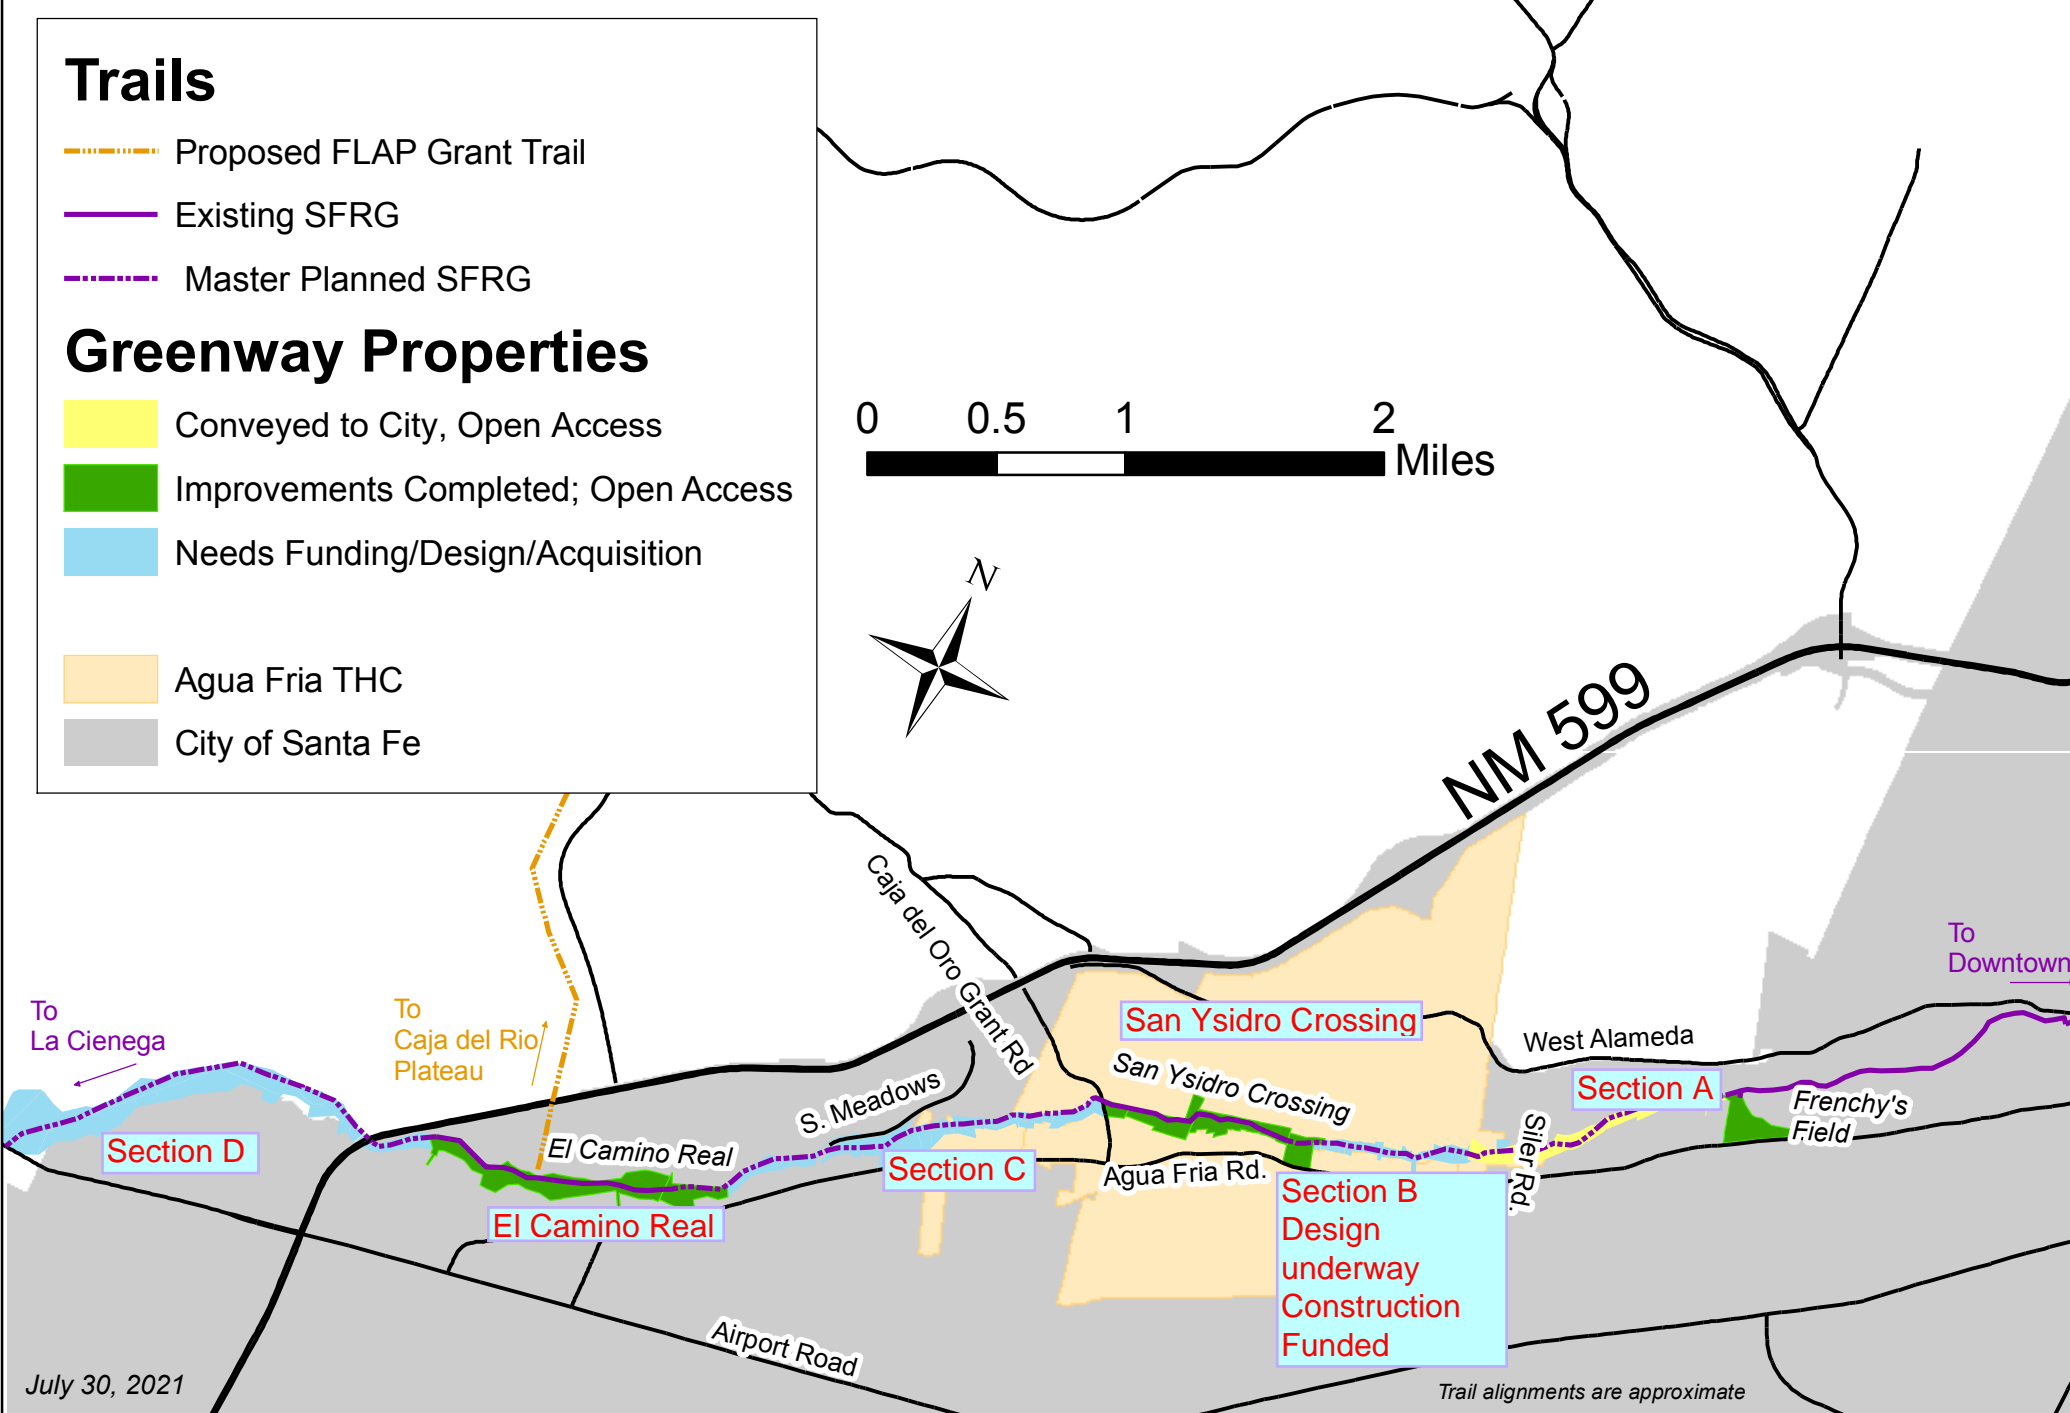 Trails
Proposed FLAP Grant Trail
Existing SFRG
Master Planned SFRG
Greenway Properties
Conveyed to City, Open Access
Improvements Completed; Open Access
Needs Funding/Design/Acquisition
Agua Fria THC
City of Santa Fe
0 0.5 1 2
Miles
N
NM 599
Caja del Oro Grant Rd
To
Downtown
To
La Cienega
To
Caja del Rio
Plateau
San Ysidro Crossing
West Alameda
San Ysidro Crossing
S. Meadows
Section A
Frenchy's
Field
Siler Rd.
Section D
El Camino Real
Section C
Agua Fria Rd.
El Camino Real
Section B
Design
underway
Construction
Funded
Airport Road
July 30, 2021
Trail alignments are approximate